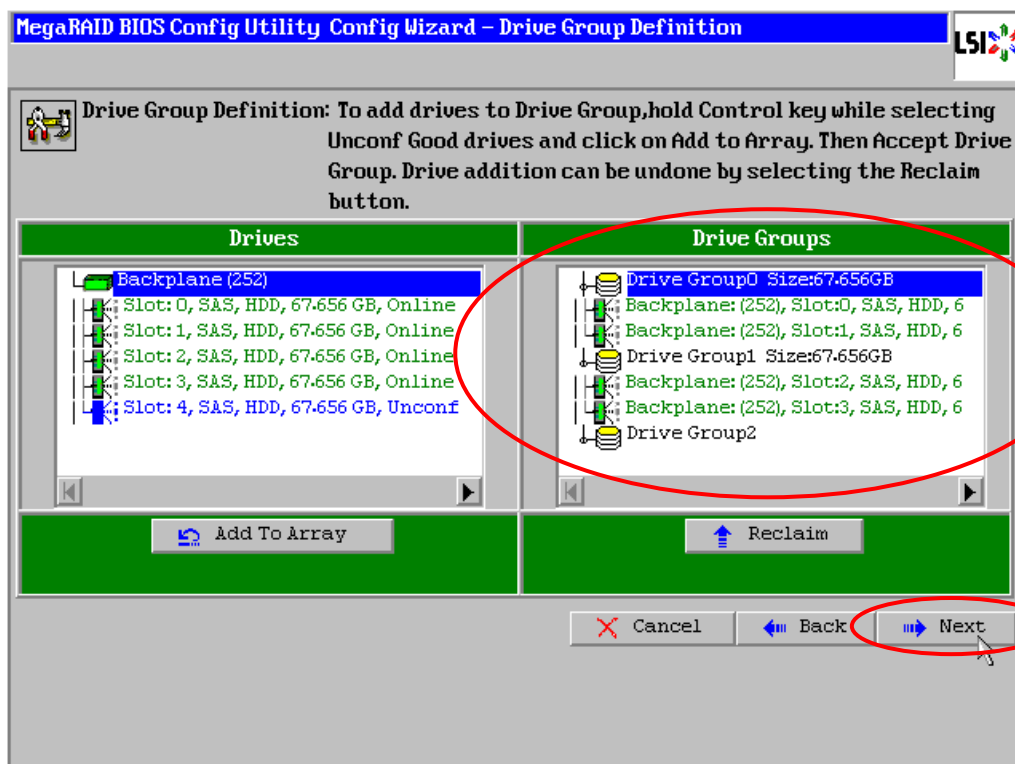 MegaRAID BIOS Config Utility Config Wizard – Drive Group Definition
LSI
Drive Group Definition: To add drives to Drive Group,hold Control key while selecting
Unconf Good drives and click on Add to Array. Then Accept Drive
Group. Drive addition can be undone by selecting the Reclaim
button.
Drives
Backplane (252)
Slot: 0, SAS, HDD, 67.656 GB, Online
Slot: 1, SAS, HDD, 67.656 GB, Online
Slot: 2, SAS, HDD, 67.656 GB, Online
Slot: 3, SAS, HDD, 67.656 GB, Online
Slot: 4, SAS, HDD, 67.656 GB, Unconf
Add To Array
Drive Groups
Drive Group0 Size:67.656GB
Backplane: (252), Slot:0, SAS, HDD, 6
Backplane: (252), Slot:1, SAS, HDD, 6
Drive Group1 Size:67.656GB
Backplane: (252), Slot:2, SAS, HDD, 6
Backplane: (252), Slot:3, SAS, HDD, 6
Drive Group2
Reclaim
Cancel
Back
Next